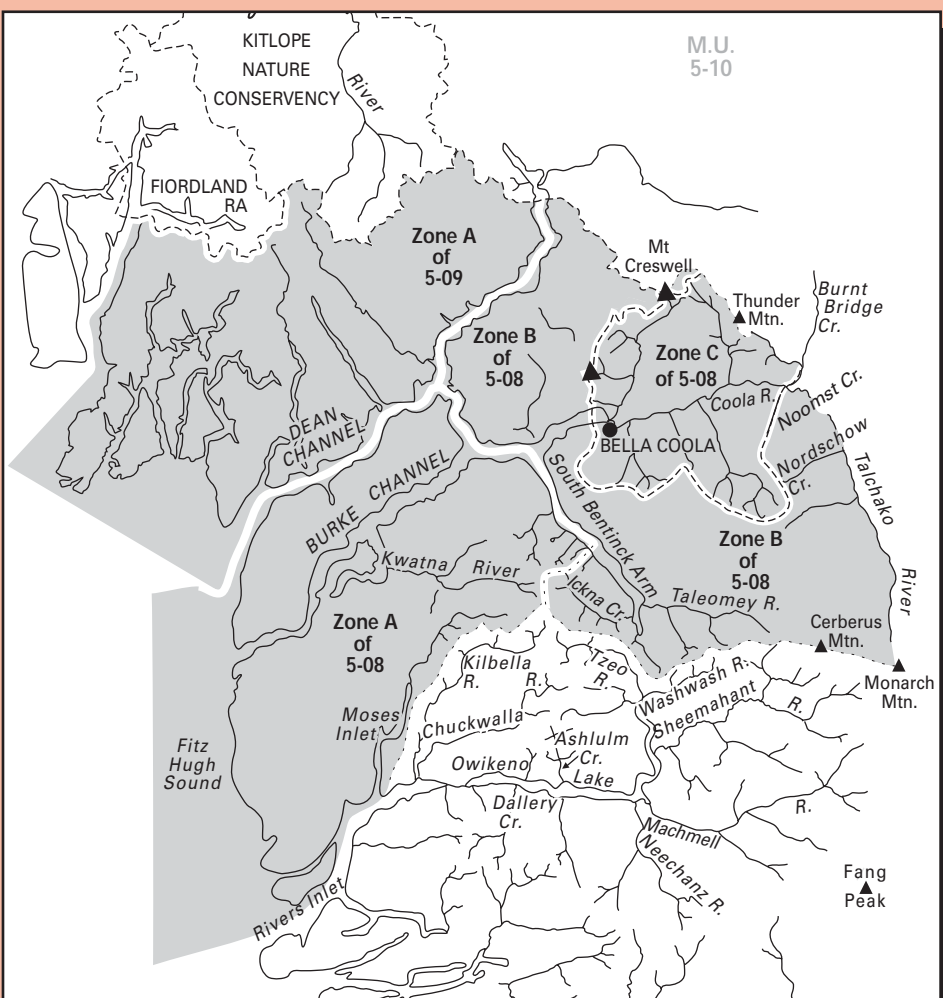 KITLOPE
NATURE
CONSERVENCY
River
M.U.
5-10
FIORDLAND
RA
Zone A
of
5-09
Mt
Creswell
Thunder
Mtn.
Burnt
Bridge
Cr.
Zone B
of
5-08
Zone C
of 5-08
Coola R.
Noomst Cr.
BELLA COOLA
Nordschow
Cr.
Talchako
River
DEAN
CHANNEL
BURKE CHANNEL
South Bentinck Arm
Zone B
of
5-08
Kwatna River
Ickna Cr.
Taleomey R.
Zone A
of
5-08
Cerberus
Mtn.
Monarch
Mtn.
Kilbella
R.
R.
Tzeo
R.
Washwash R.
Sheemahant
R.
Moses
Inlet
Chuckwalla
Ashlulm
Cr.
Owikeno
Lake
Fitz
Hugh
Sound
Dallery
Cr.
R.
Machmell
Neechanz R.
Fang
Peak
Rivers Inlet